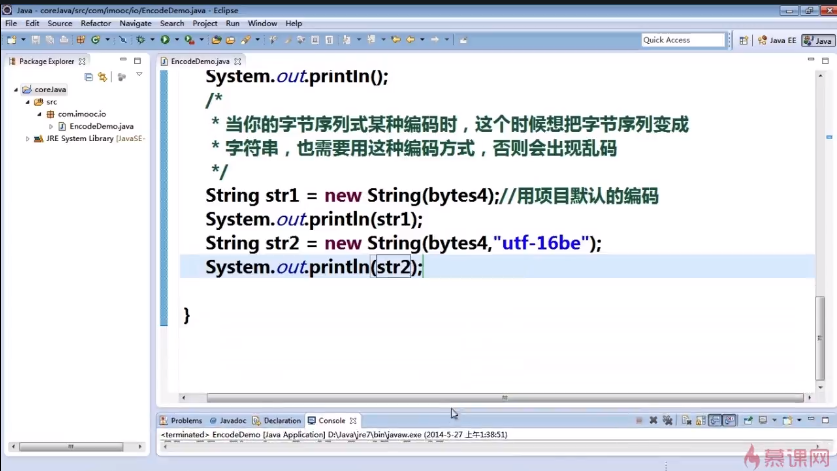 Java - coreJava/src/com/imooc/io/EncodeDemo.java - Eclipse
File Edit Source Refactor Navigate Search Project Run Window Help
Quick Access
Java EE
Java
Package Explorer
coreJava
src
com.imooc.io
EncodeDemo.java
JRE System Library [JavaSE-
EncodeDemo.java
System.out.println();
/*
* 当你的字节序列式某种编码时，这个时候想把字节序列变成
* 字符串，也需要用这种编码方式，否则会出现乱码
*/
String str1 = new String(bytes4);//用项目默认的编码
System.out.println(str1);
String str2 = new String(bytes4,"utf-16be");
System.out.println(str2);
}
Problems Javadoc Declaration Console
<terminated> EncodeDemo [Java Application] D:\Java\jre7\bin\javaw.exe (2014-5-27 上午1:38:51)
慕课网